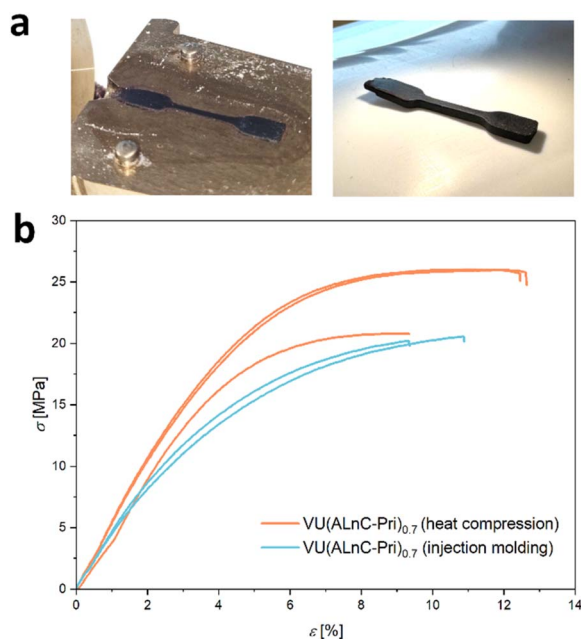 a
b
30
25
20
15
10
5
0
σ [MPa]
VU(ALnC-Pri)0.7 (heat compression)
VU(ALnC-Pri)0.7 (injection molding)
0 2 4 6 8 10 12 14
ε [%]